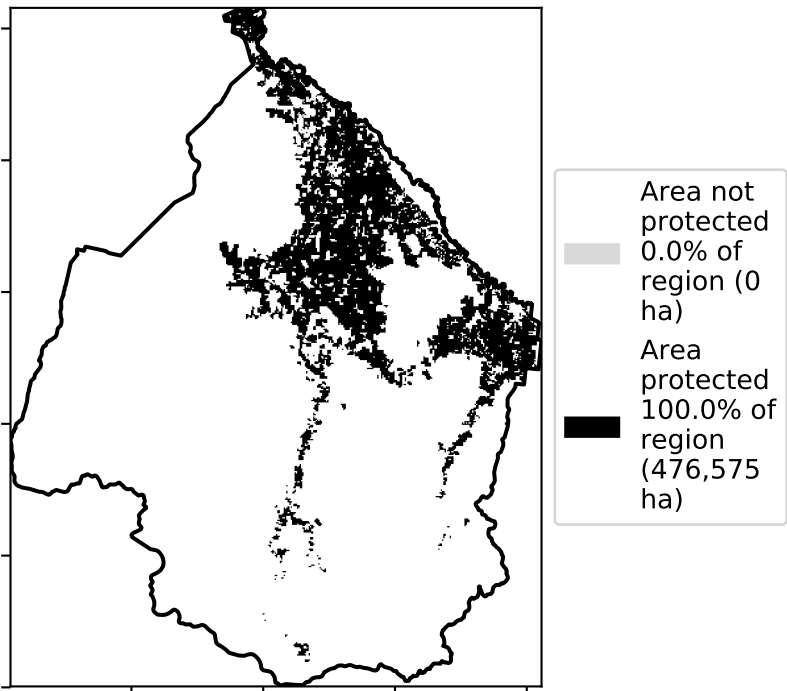 Area not
protected
0.0% of
region (0
ha)
Area
protected
100.0% of
region
(476,575
ha)